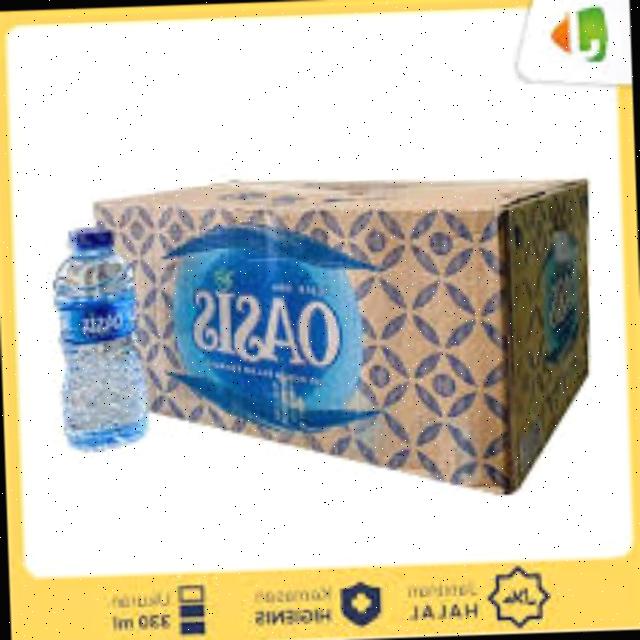 OASIS
OASIS
Jaminan
HALAL
Kemasan
HIGIENIS
Ukuran
330 ml